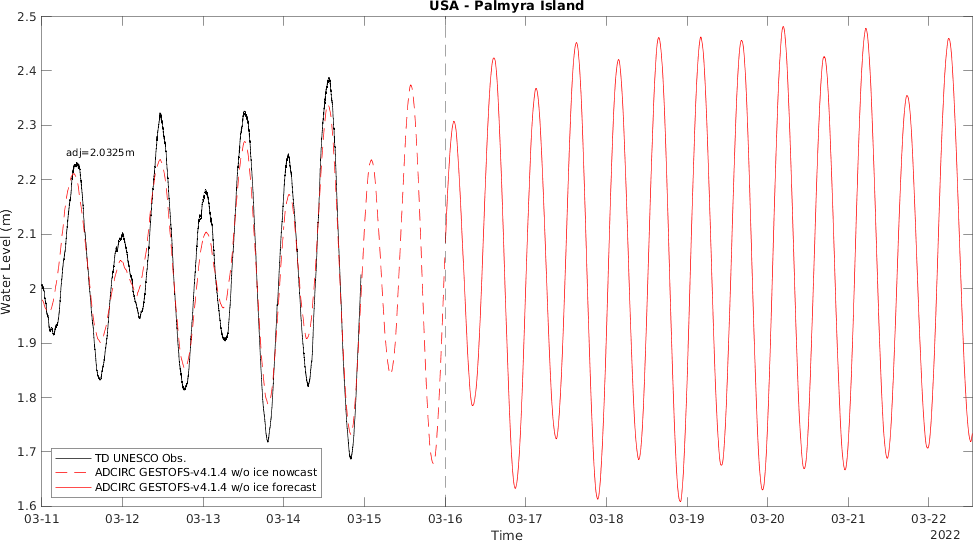 USA - Palmyra Island
2.5
2.4
2.3
2.2
2.1
2
1.9
1.8
1.7
1.6
Water Level (m)
adj=2.0325m
TD UNESCO Obs.
ADCIRC GESTOFS-v4.1.4 w/o ice nowcast
ADCIRC GESTOFS-v4.1.4 w/o ice forecast
03-11 03-12 03-13 03-14 03-15 03-16 03-17 03-18 03-19 03-20 03-21 03-22
Time
2022